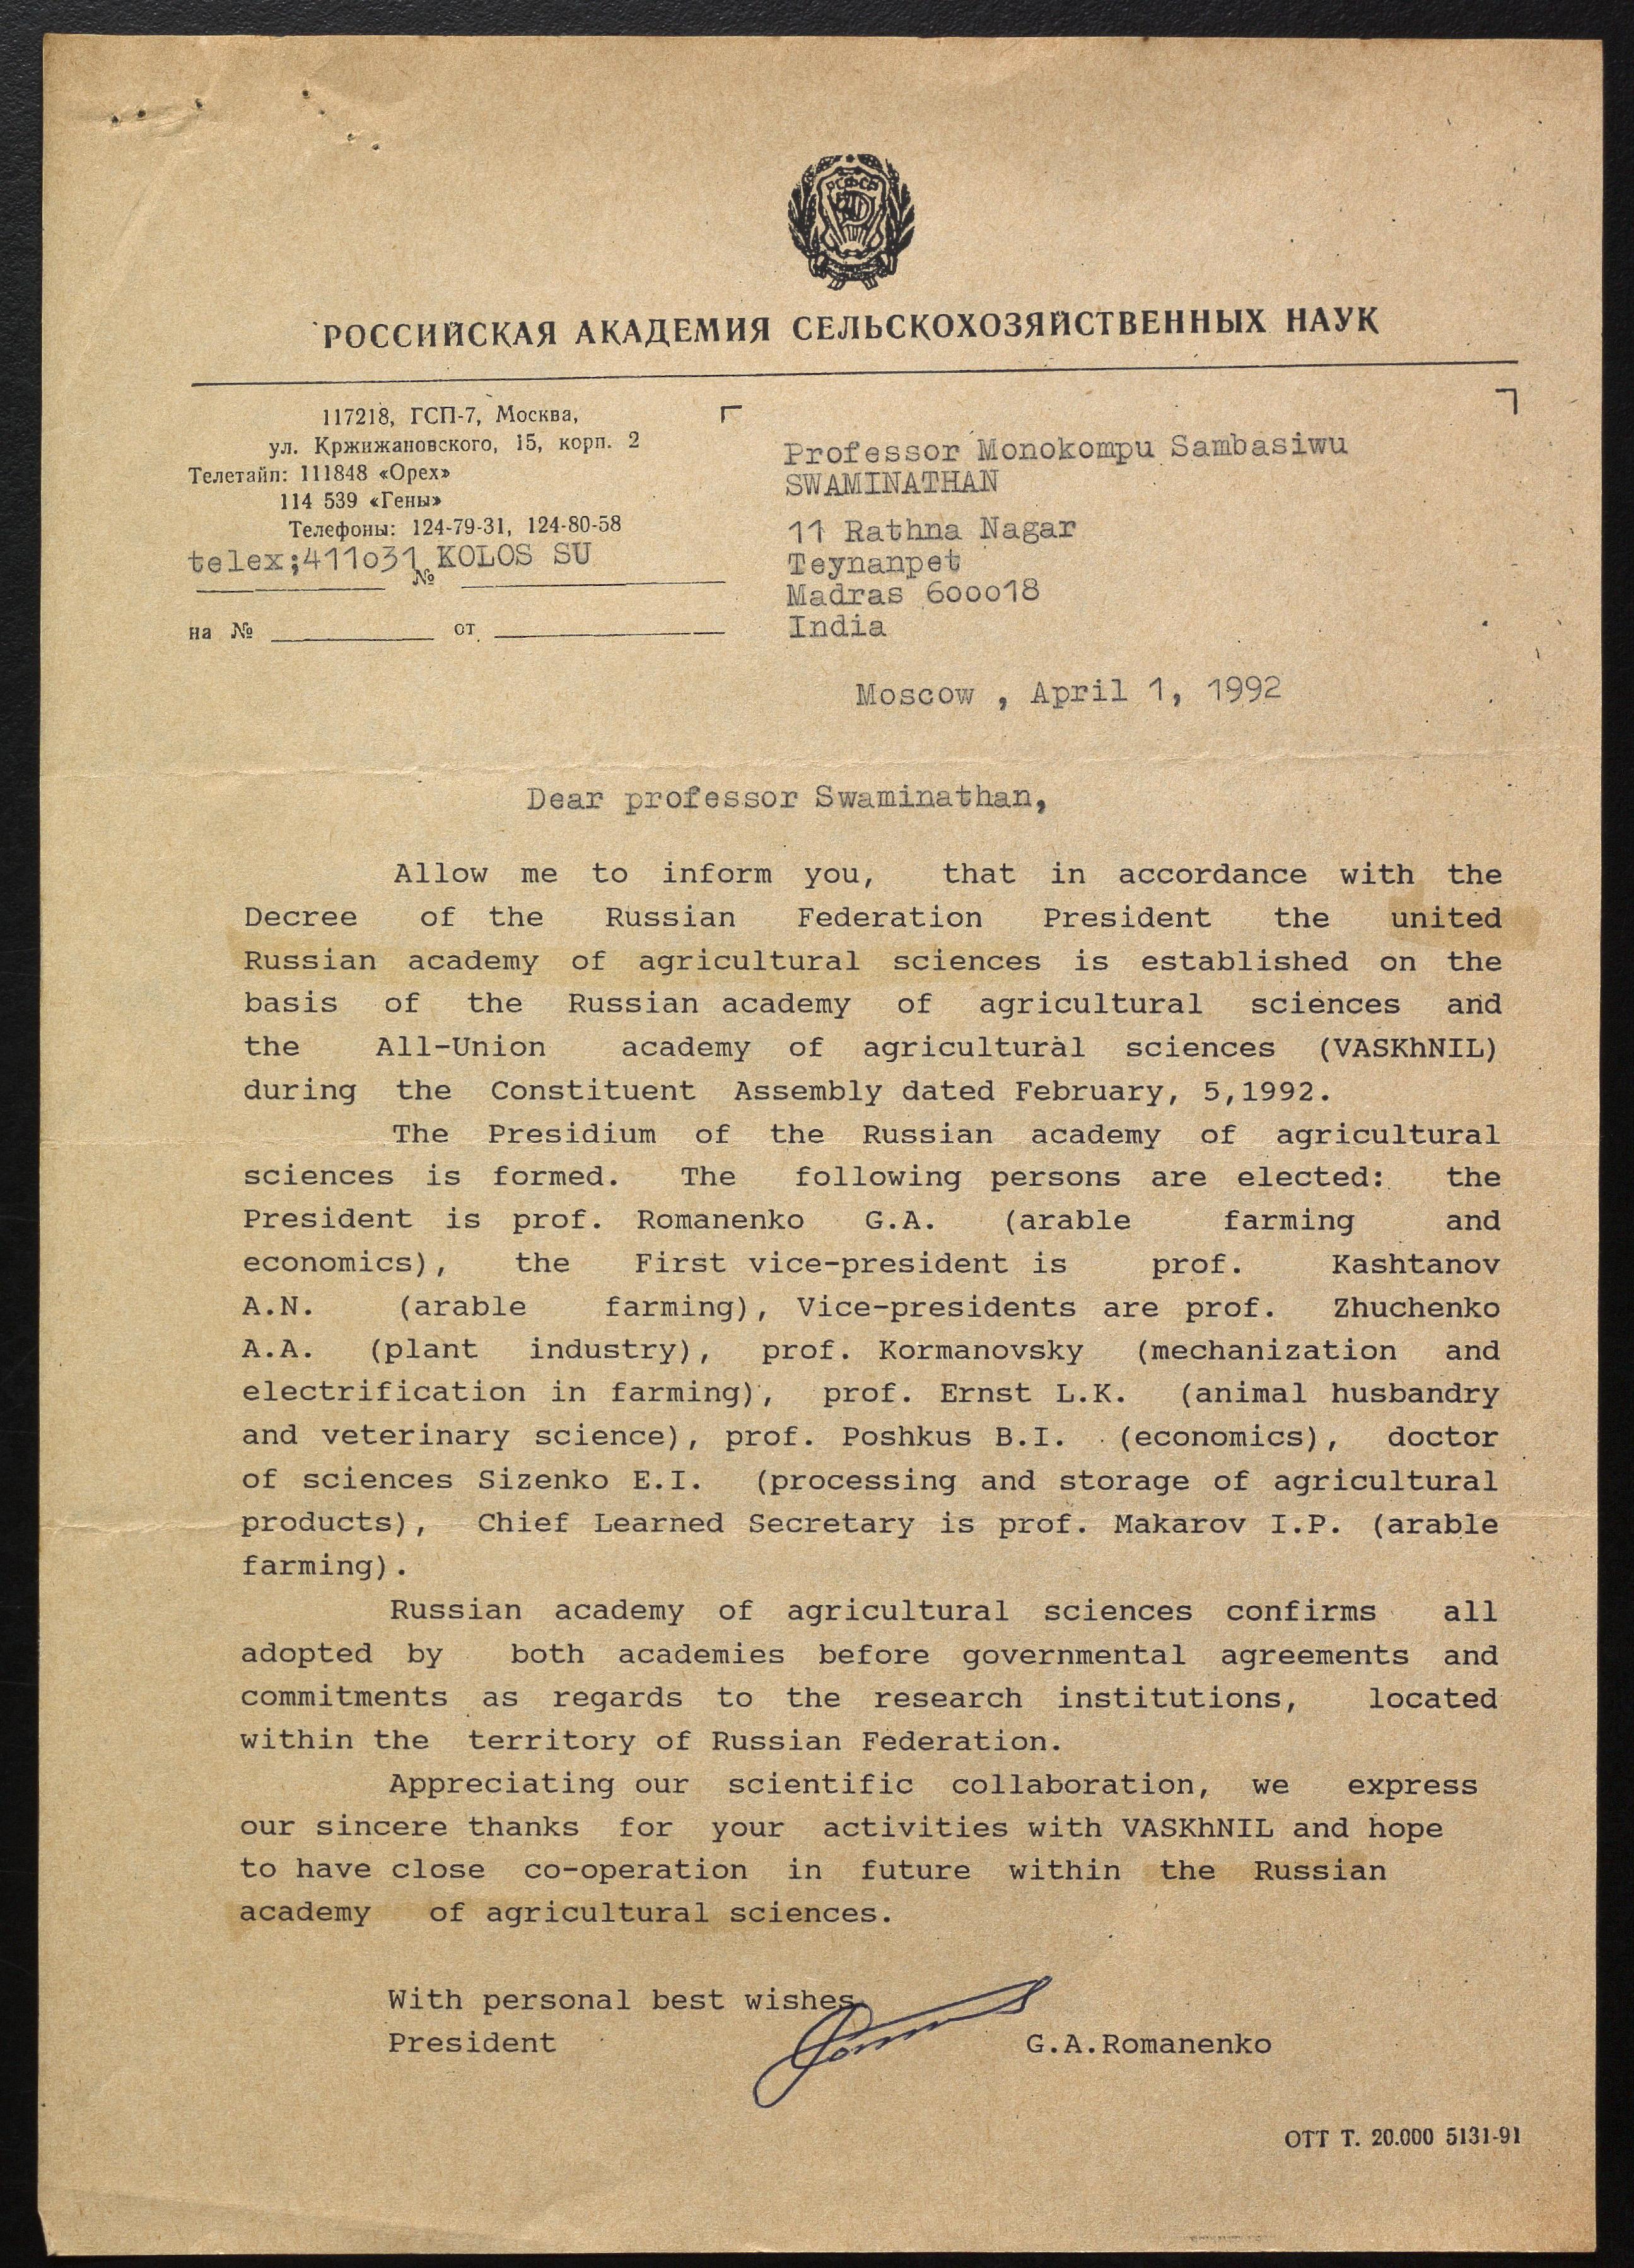 РСФСР
РОССИЙСКАЯ АКАДЕМИЯ СЕЛЬСКОХОЗЯЙСТВЕННЫХ НАУК
117218, ГСП-7, Москва,
ул. Кржижановского, 15, корп. 2
Телетайп: 111848 «Орех»
114 539 «Гены»
Телефоны: 124-79-31, 124-80-58
telex;411o31 KOLOS SU
№
на № от
Professor Monokompu Sambasiwu
SWAMINATHAN
11 Rathna Nagar
Teynanpet
Madras 6ooo18
India
Moscow , April 1, 1992
Dear professor Swaminathan,
Allow me to inform you, that in accordance with the
Decree of the Russian Federation President the united
Russian academy of agricultural sciences is established on the
basis of the Russian academy of agricultural sciences and
the All-Union academy of agricultural sciences (VASKhNIL)
during the Constituent Assembly dated February, 5,1992.
The Presidium of the Russian academy of agricultural
sciences is formed. The following persons are elected: the
President is prof. Romanenko G.A. (arable farming and
economics), the First vice-president is prof. Kashtanov
A.N. (arable farming), Vice-presidents are prof. Zhuchenko
A.A. (plant industry), prof. Kormanovsky (mechanization and
electrification in farming), prof. Ernst L.K. (animal husbandry
and veterinary science), prof. Poshkus B.I. (economics), doctor
of sciences Sizenko E.I. (processing and storage of agricultural
products), Chief Learned Secretary is prof. Makarov I.P. (arable
farming).
Russian academy of agricultural sciences confirms all
adopted by both academies before governmental agreements and
commitments as regards to the research institutions, located
within the territory of Russian Federation.
Appreciating our scientific collaboration, we express
our sincere thanks for your activities with VASKhNIL and hope
to have close co-operation in future within the Russian
academy of agricultural sciences.
With personal best wishes
President G.A.Romanenko
ОТТ Т. 20.000 5131-91